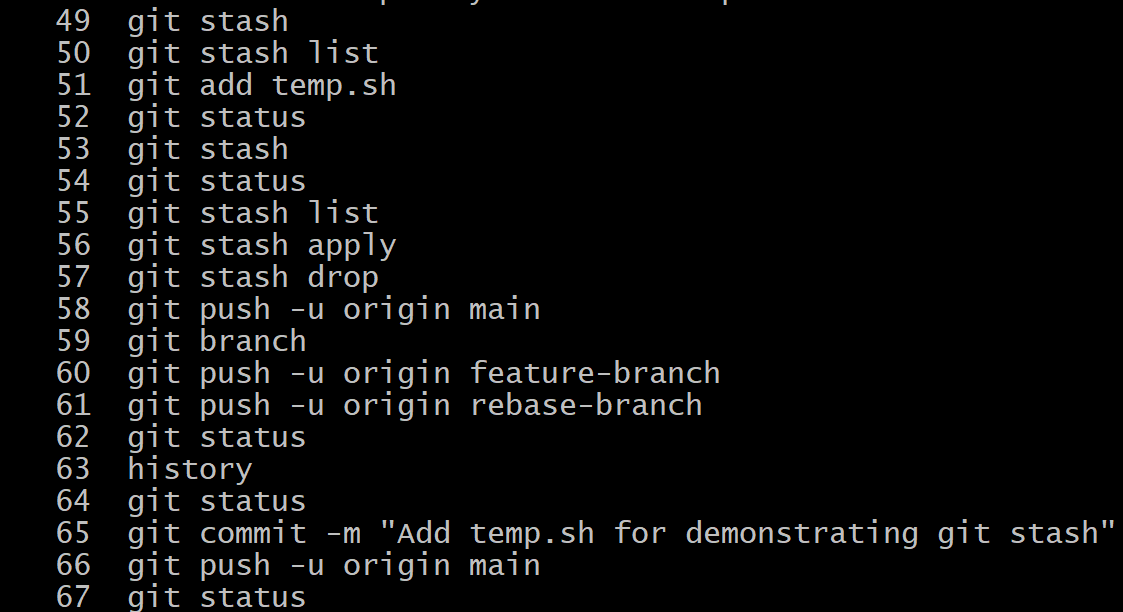 49 git stash
50 git stash list
51 git add temp.sh
52 git status
53 git stash
54 git status
55 git stash list
56 git stash apply
57 git stash drop
58 git push -u origin main
59 git branch
60 git push -u origin feature-branch
61 git push -u origin rebase-branch
62 git status
63 history
64 git status
65 git commit -m "Add temp.sh for demonstrating git stash"
66 git push -u origin main
67 git status